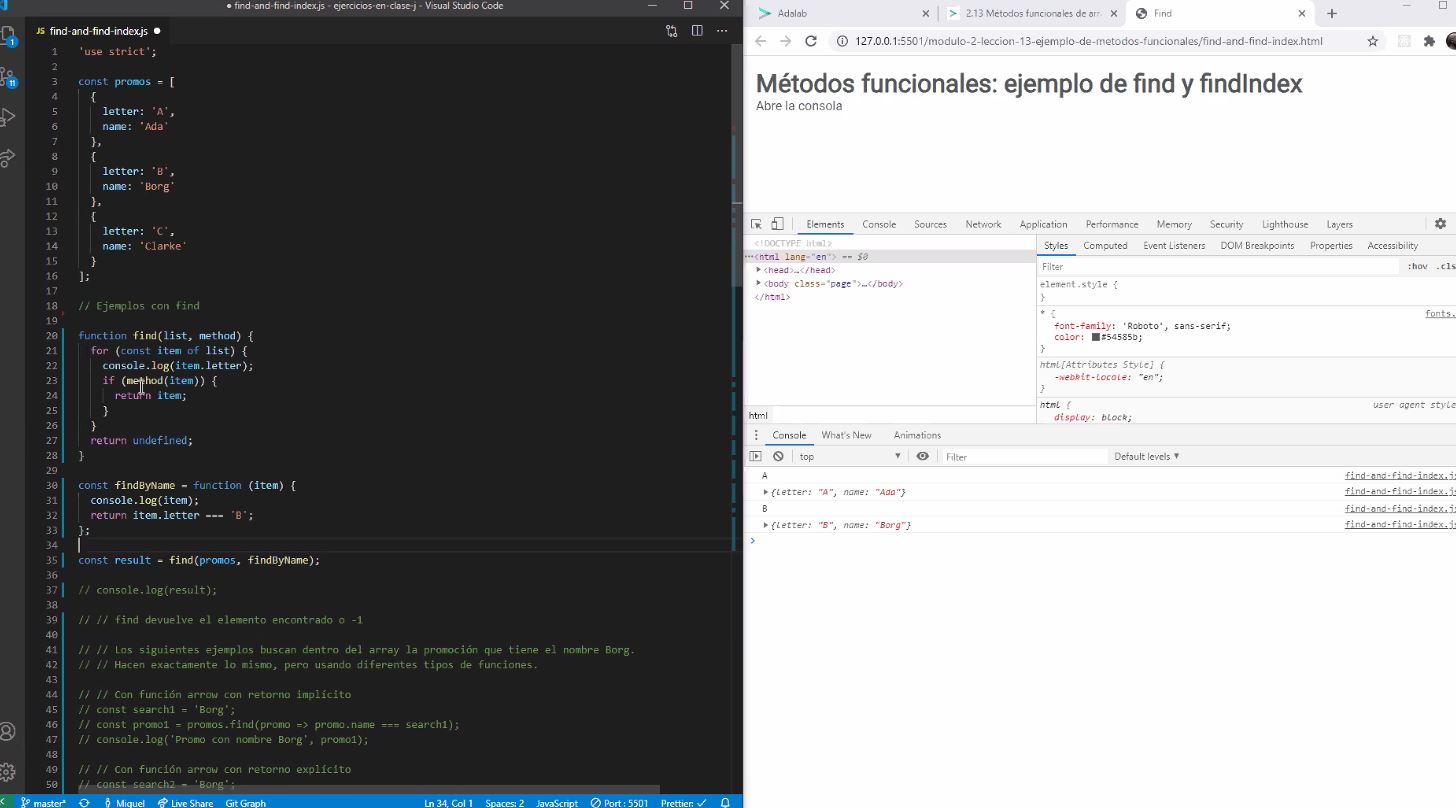 ● find-and-find-index.js - ejercicios-en-clase-j - Visual Studio Code
JS find-and-find-index.js ●
1 'use strict';
2
3 const promos = [
4 {
5 letter: 'A',
6 name: 'Ada'
7 },
8 {
9 letter: 'B',
10 name: 'Borg'
11 },
12 {
13 letter: 'C',
14 name: 'Clarke'
15 }
16 ];
17
18 // Ejemplos con find
19
20 function find(list, method) {
21 for (const item of list) {
22 console.log(item.letter);
23 if (method(item)) {
24 return item;
25 }
26 }
27 return undefined;
28 }
29
30 const findByName = function (item) {
31 console.log(item);
32 return item.letter === 'B';
33 };
34
35 const result = find(promos, findByName);
36
37 // console.log(result);
38
39 // // find devuelve el elemento encontrado o -1
40
41 // // Los siguientes ejemplos buscan dentro del array la promoción que tiene el nombre Borg.
42 // // Hacen exactamente lo mismo, pero usando diferentes tipos de funciones.
43
44 // // Con función arrow con retorno implícito
45 // const search1 = 'Borg';
46 // const promo1 = promos.find(promo => promo.name === search1);
47 // console.log('Promo con nombre Borg', promo1);
48
49 // // Con función arrow con retorno explícito
50 // const search2 = 'Borg';
1
11
master* Miguel Live Share Git Graph Ln 34, Col 1 Spaces: 2 JavaScript Port : 5501 Prettier: ✓
Adalab 2.13 Métodos funcionales de arr Find
127.0.0.1:5501/modulo-2-leccion-13-ejemplo-de-metodos-funcionales/find-and-find-index.html
Métodos funcionales: ejemplo de find y findIndex
Abre la consola
Elements Console Sources Network Application Performance Memory Security Lighthouse Layers
<!DOCTYPE html>
<html lang="en"> == $0
<head>…</head>
<body class="page">…</body>
</html>
html
Styles Computed Event Listeners DOM Breakpoints Properties Accessibility
Filter :hov .cls
element.style {
}
* { fonts.
font-family: 'Roboto', sans-serif;
color: #54585b;
}
html[Attributes Style] {
-webkit-locale: "en";
}
html { user agent style
display: block;
Console What's New Animations
top Filter Default levels ▼
A find-and-find-index.js
{letter: "A", name: "Ada"} find-and-find-index.js
B find-and-find-index.js
{letter: "B", name: "Borg"} find-and-find-index.js